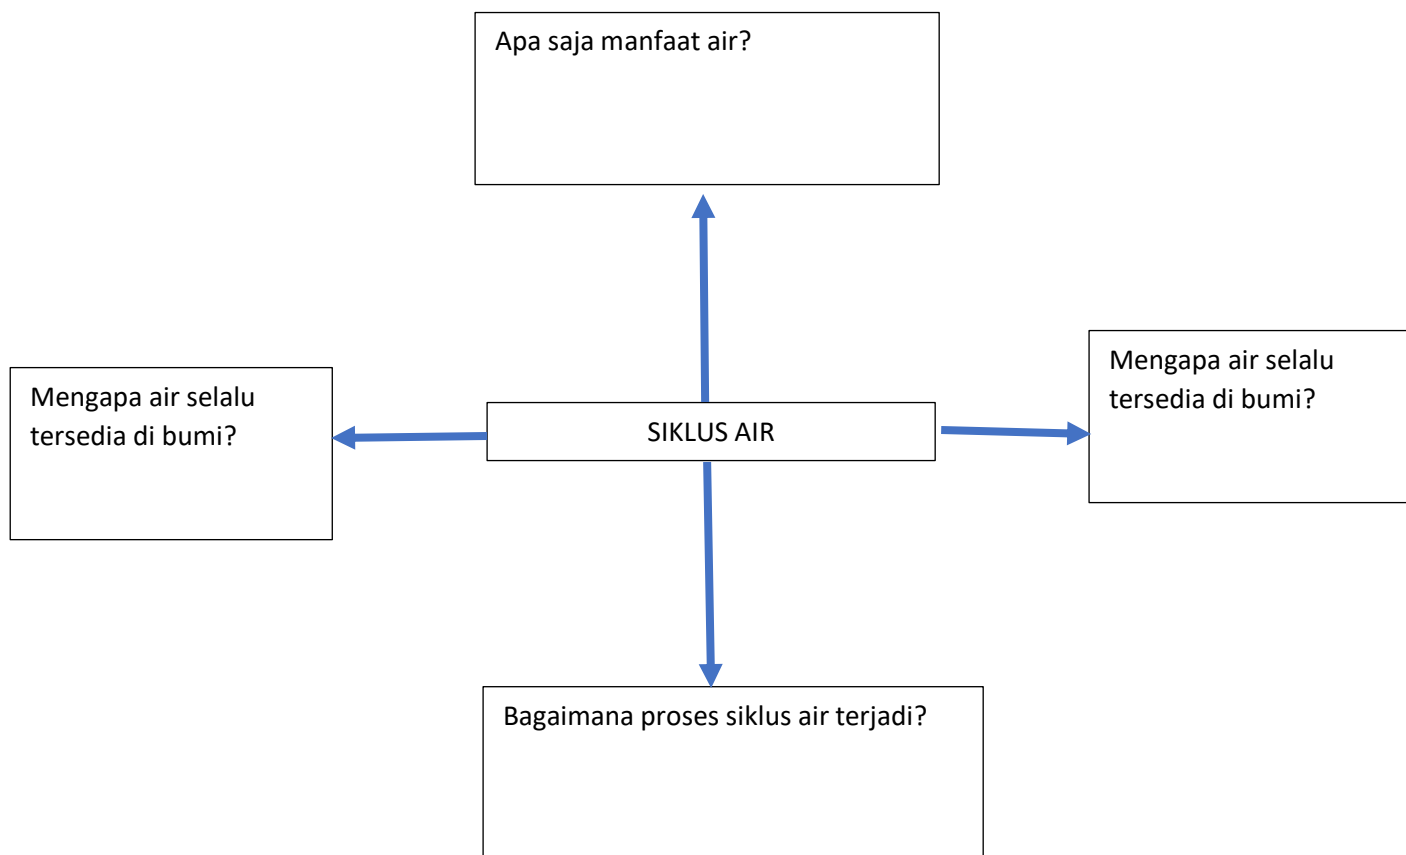 Apa saja manfaat air?
Mengapa air selalu
tersedia di bumi?
SIKLUS AIR
Mengapa air selalu
tersedia di bumi?
Bagaimana proses siklus air terjadi?